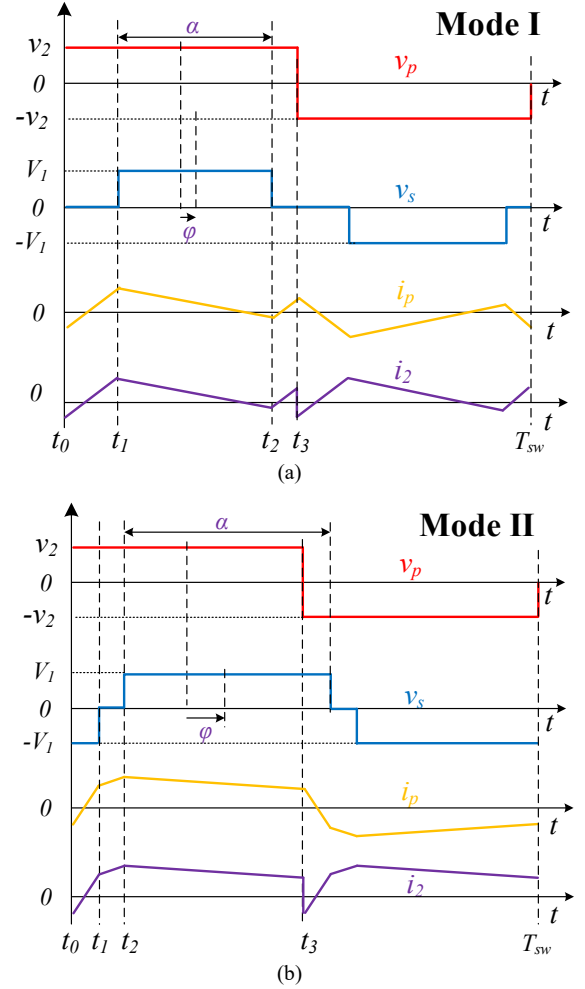 Mode I
α
v2
vp
0
t
-v2
V1
vs
0
t
-V1
φ
ip
0
t
i2
0
t
t0 t1 t2 t3 Tsw
(a)
Mode II
α
v2
vp
0
t
-v2
V1
vs
0
t
-V1
φ
ip
0
t
i2
0
t
t0 t1 t2 t3 Tsw
(b)